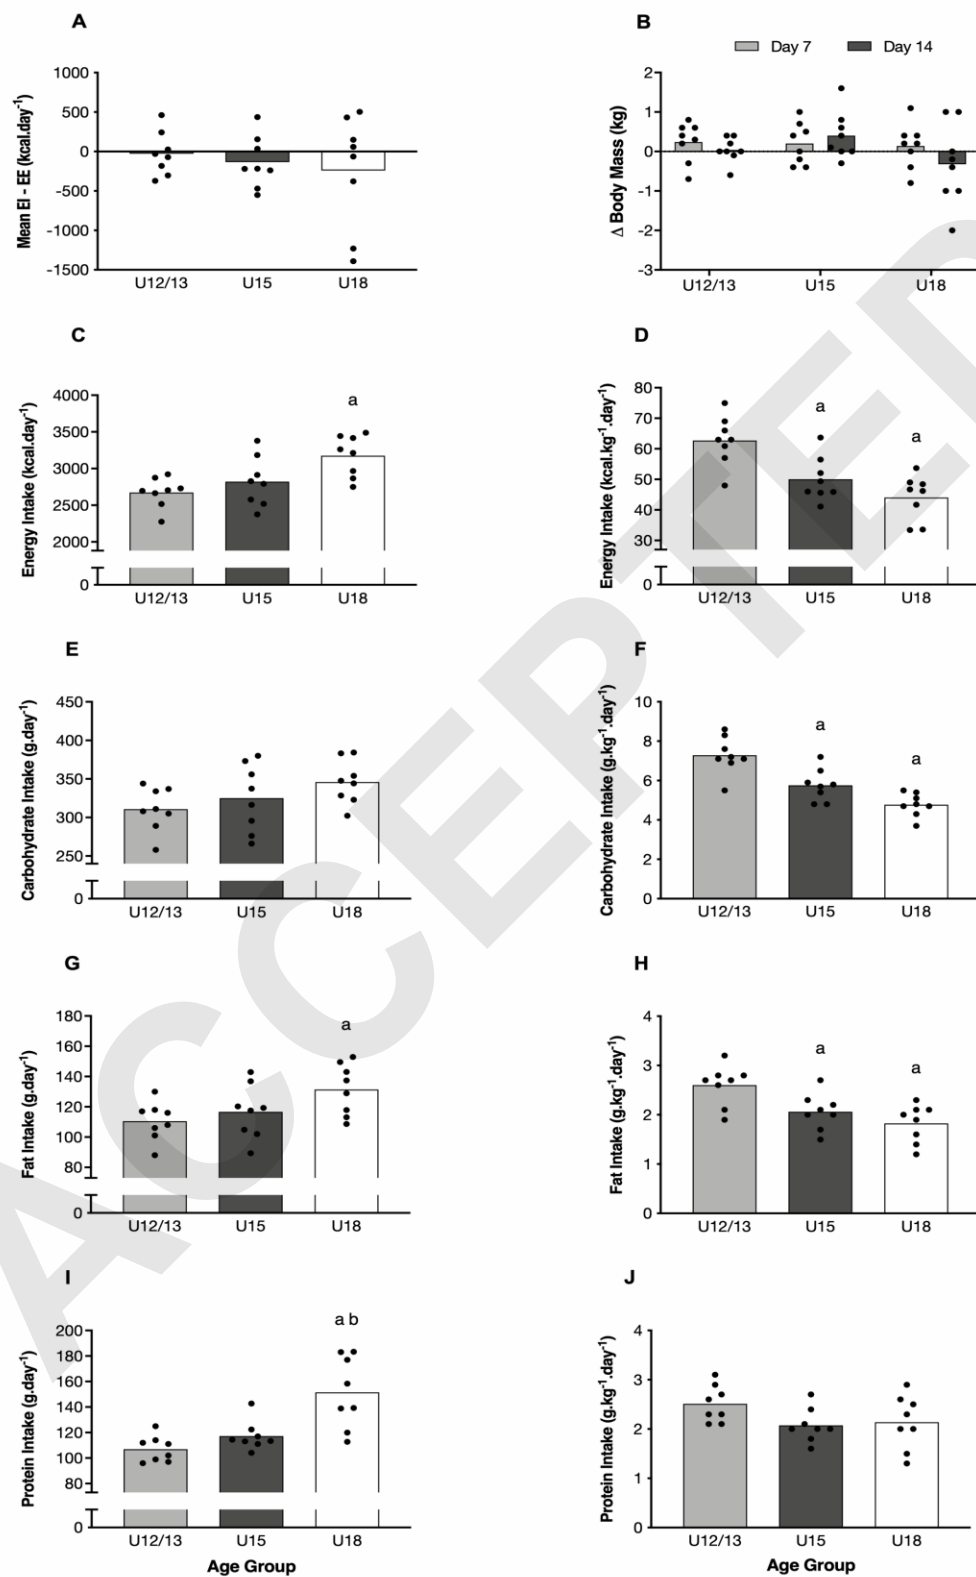 A
Mean EI - EE (kcal.day-1)
1000
500
0
-500
-1000
-1500
U12/13 U15 U18
B
Day 7 Day 14
Δ Body Mass (kg)
2
1
0
-1
-2
-3
U12/13 U15 U18
C
Energy Intake (kcal.day-1)
4000
3500
3000
2500
2000
0
a
U12/13 U15 U18
D
Energy Intake (kcal.kg-1.day-1)
80
70
60
50
40
30
0
a
a
U12/13 U15 U18
E
Carbohydrate Intake (g.day-1)
450
400
350
300
250
0
U12/13 U15 U18
F
Carbohydrate Intake (g.kg-1.day-1)
10
8
6
4
2
0
a
a
U12/13 U15 U18
G
Fat Intake (g.day-1)
180
160
140
120
100
80
0
a
U12/13 U15 U18
H
Fat Intake (g.kg-1.day-1)
4
3
2
1
0
a
a
U12/13 U15 U18
I
Protein Intake (g.day-1)
200
180
160
140
120
100
80
0
a b
U12/13 U15 U18
Age Group
J
Protein Intake (g.kg-1.day-1)
4
3
2
1
0
U12/13 U15 U18
Age Group
ACCEPTED